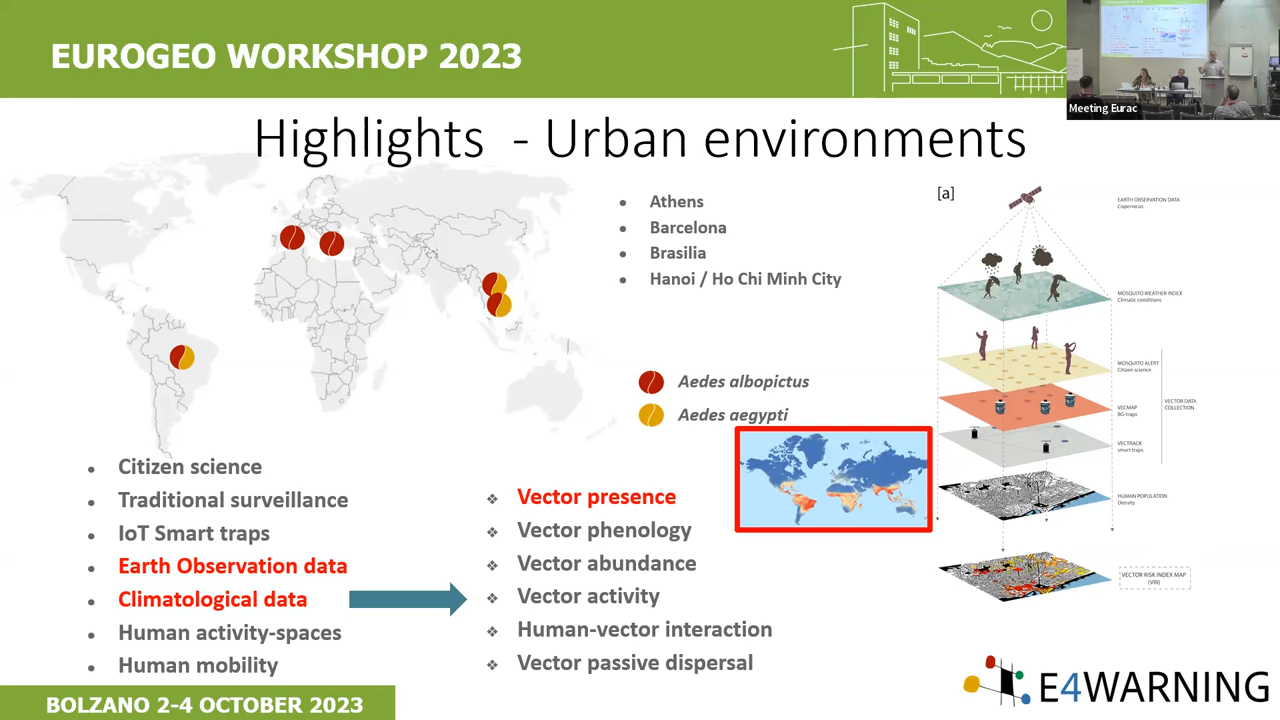 EUROGEO WORKSHOP 2023
Meeting Eurac
Highlights - Urban environments
Athens
Barcelona
Brasilia
Hanoi / Ho Chi Minh City
Aedes albopictus
Aedes aegypti
[a]
EARTH OBSERVATION DATA
Copernicus
MOSQUITO WEATHER INDEX
Climatic conditions
MOSQUITO ALERT
Citizen science
VECMAP
BG traps
VECTOR DATA
COLLECTION
VECTRACK
smart traps
HUMAN POPULATION
Density
VECTOR RISK INDEX MAP
(VRI)
Citizen science
Traditional surveillance
IoT Smart traps
Earth Observation data
Climatological data
Human activity-spaces
Human mobility
Vector presence
Vector phenology
Vector abundance
Vector activity
Human-vector interaction
Vector passive dispersal
BOLZANO 2-4 OCTOBER 2023
E4WARNING